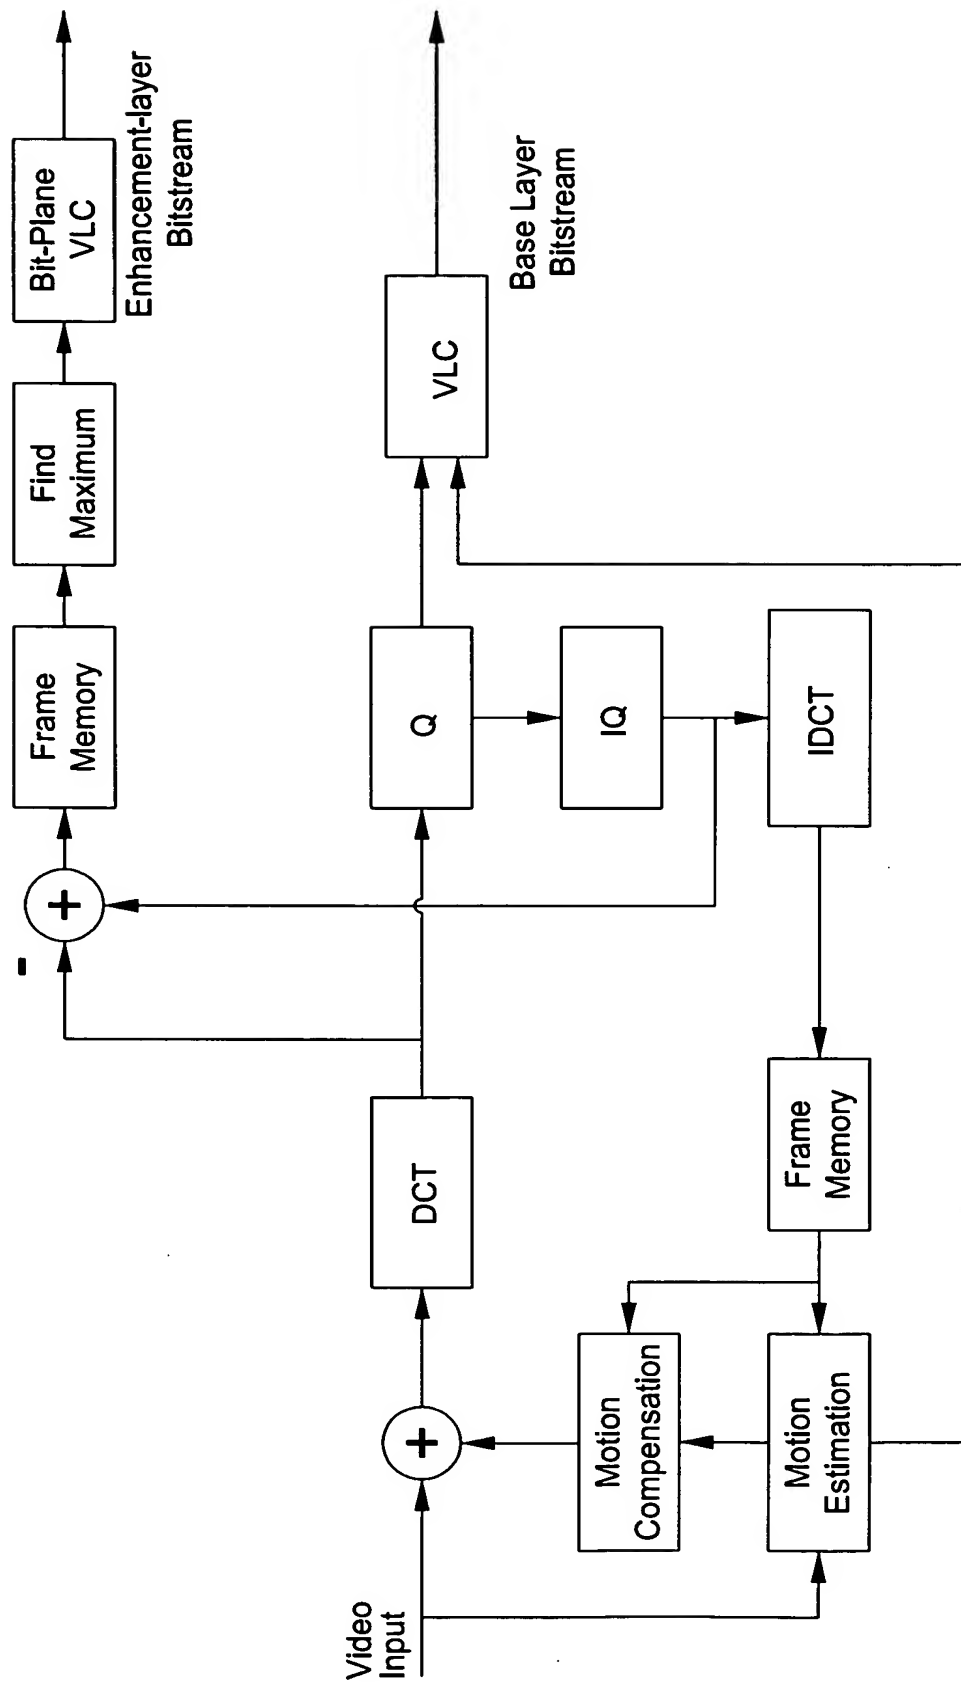 Frame
Memory
Find
Maximum
Bit-Plane
VLC
Enhancement-layer
Bitstream
-
+
Video
Input
+
DCT
Q
VLC
Base Layer
Bitstream
IQ
Motion
Compensation
Motion
Estimation
Frame
Memory
IDCT